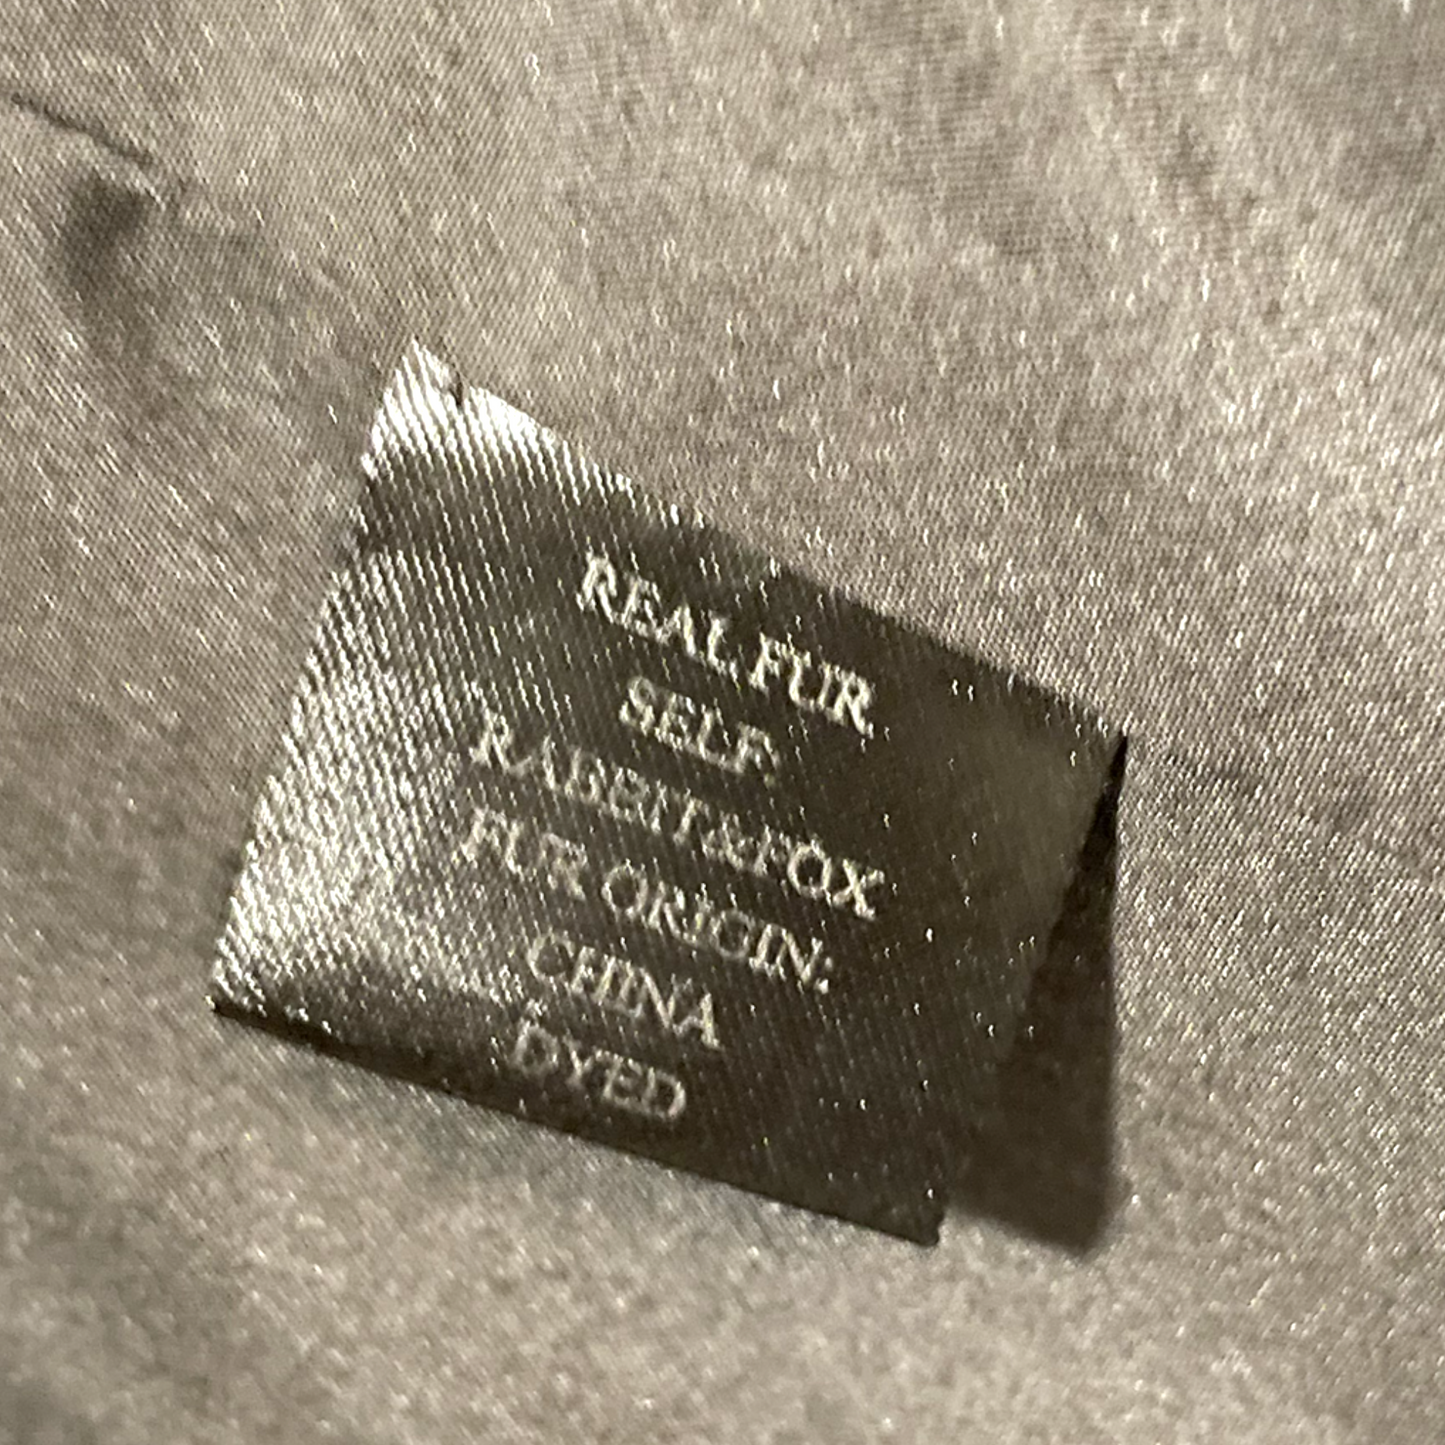 REAL FUR
SELF:
RABBIT & FOX
FUR ORIGIN:
CHINA
DYED